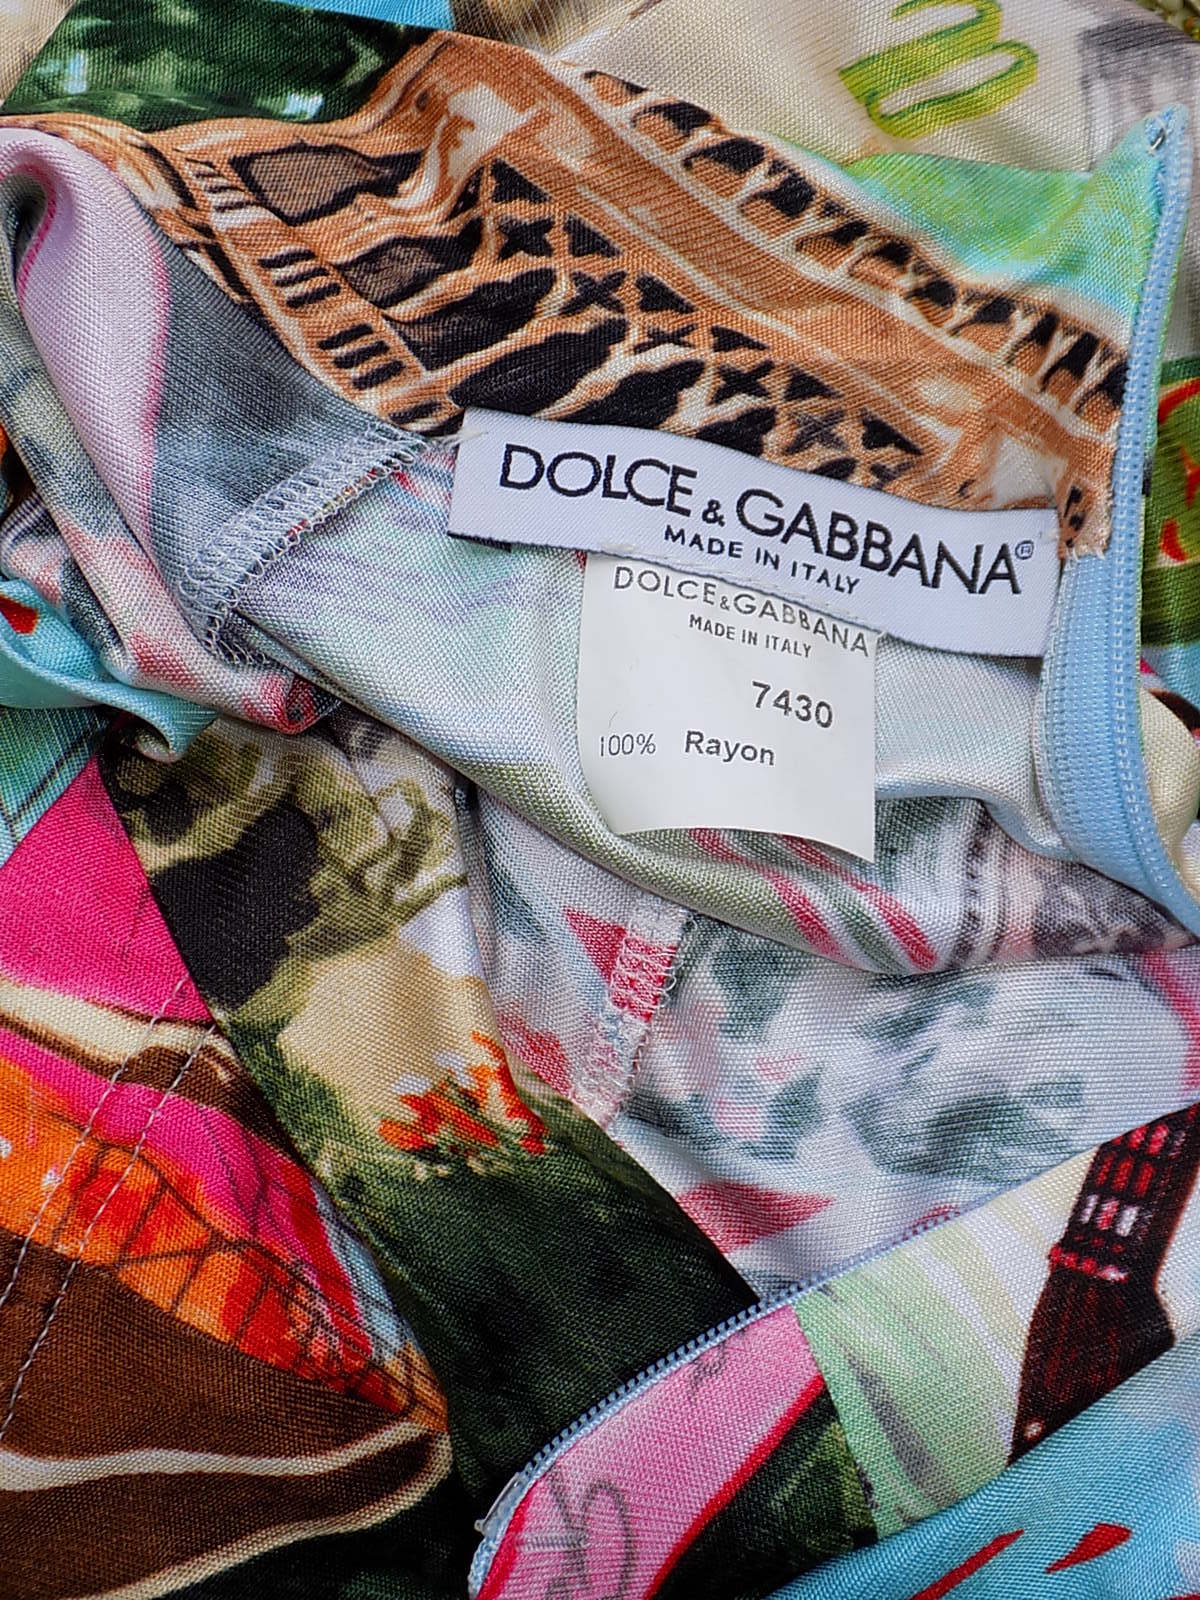 DOLCE & GABBANA®
MADE IN ITALY
DOLCE & GABBANA
MADE IN ITALY
7430
100% Rayon